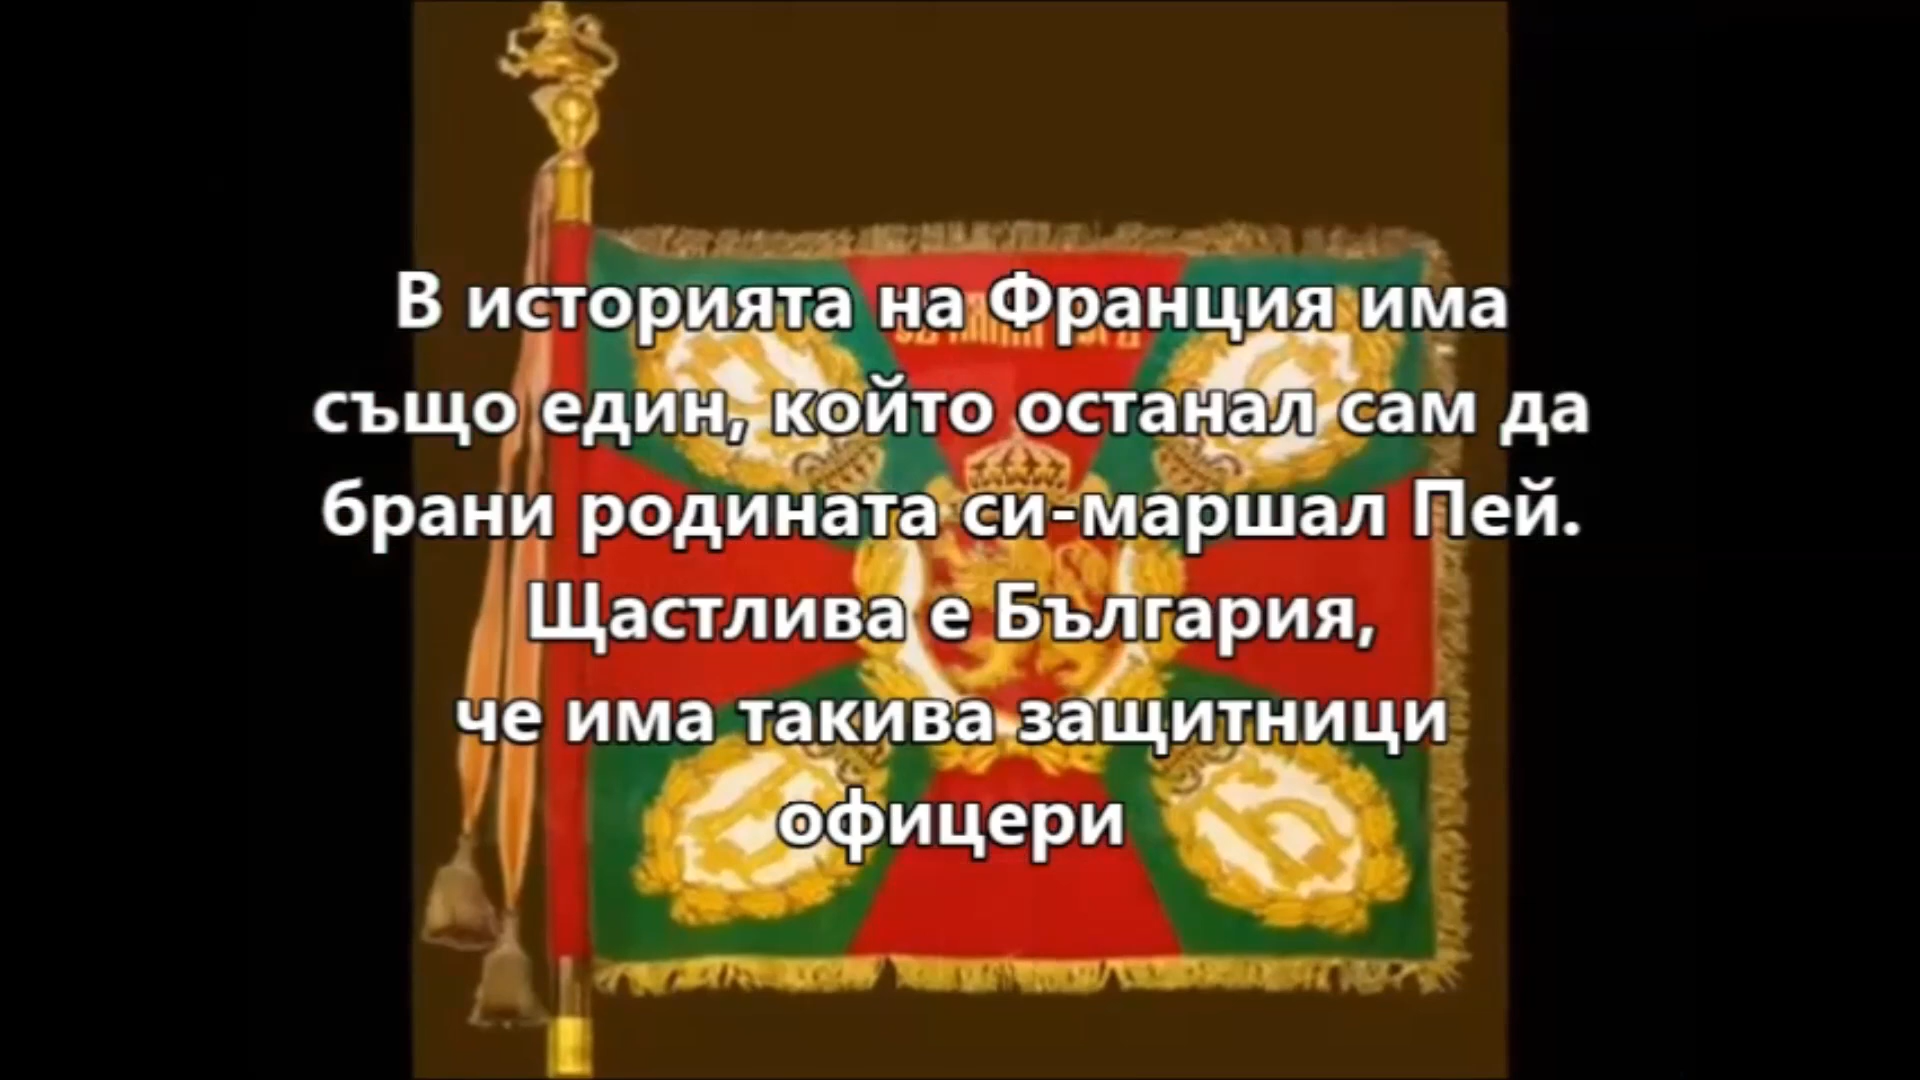 В историята на Франция има
също един, който останал сам да
брани родината си-маршал Пей.
Щастлива е България,
че има такива защитници
офицери